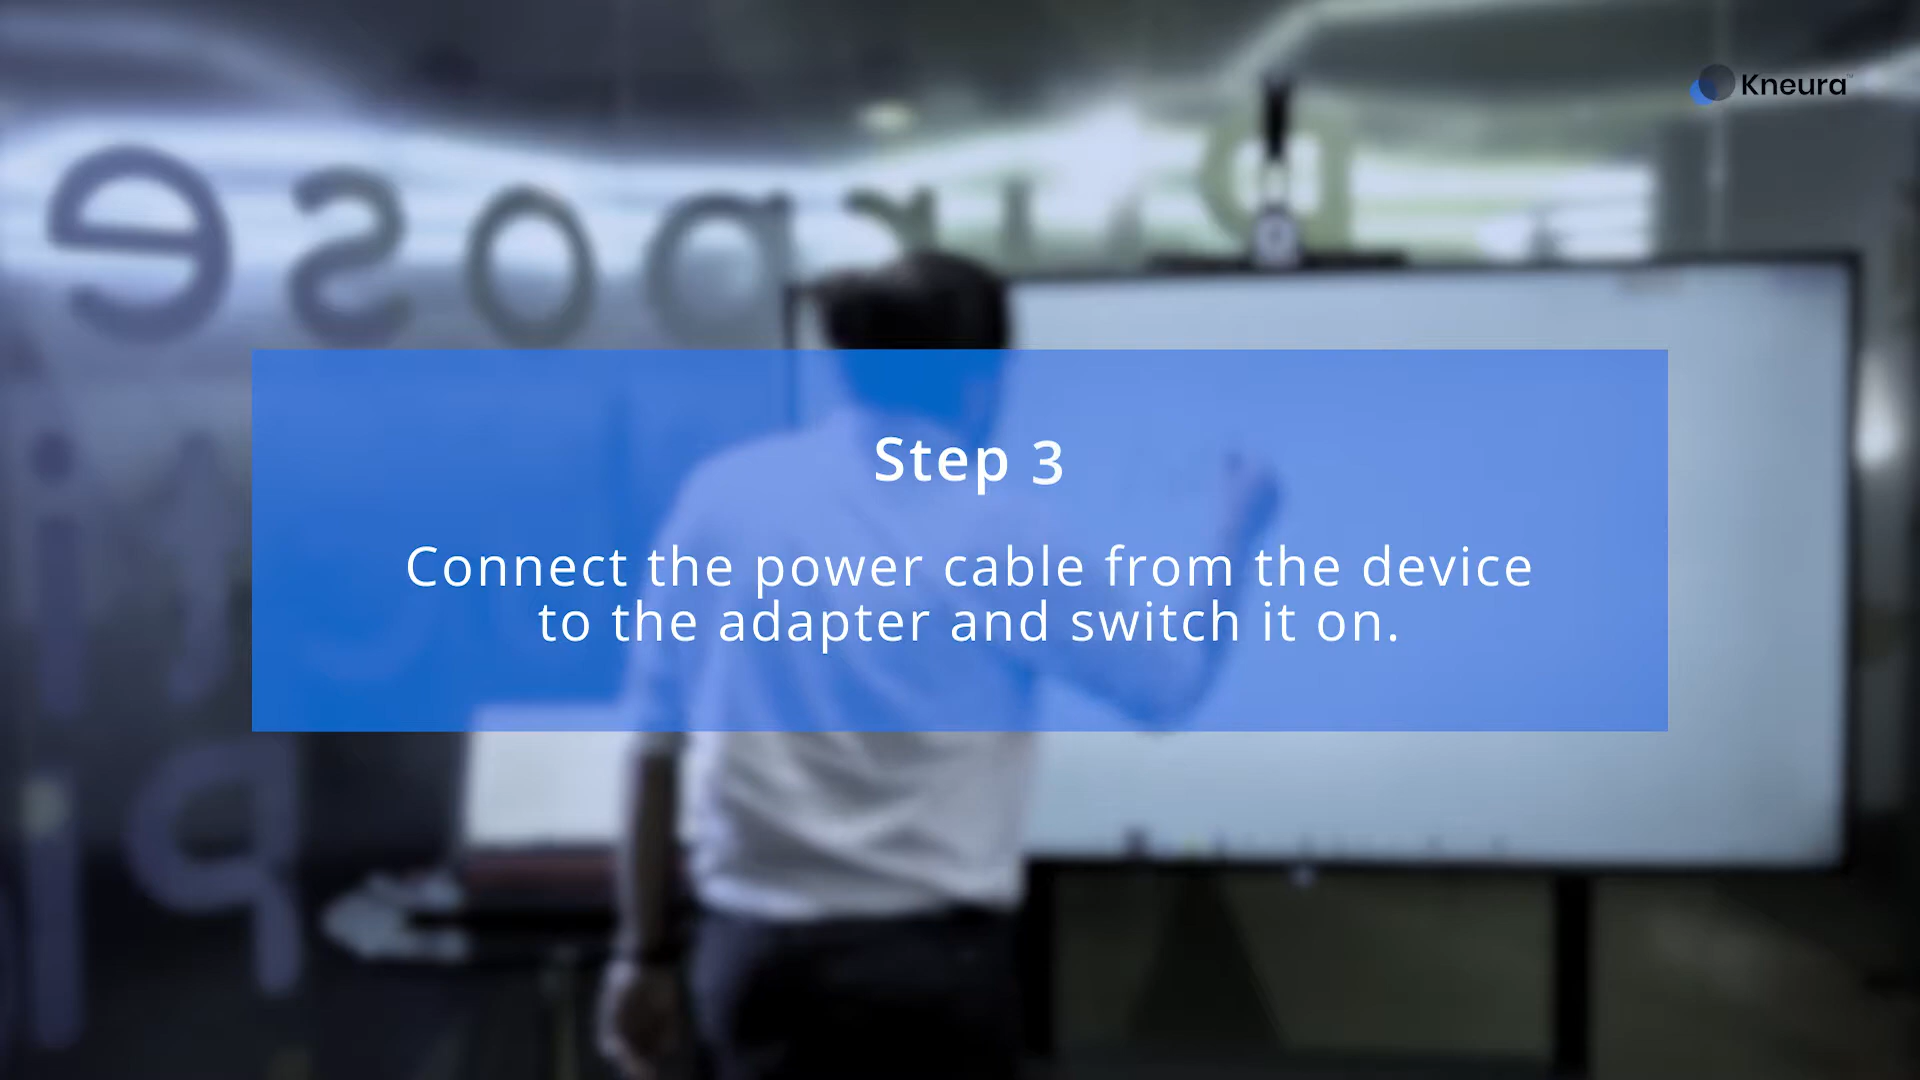 Kneura
Step 3
Connect the power cable from the device
to the adapter and switch it on.